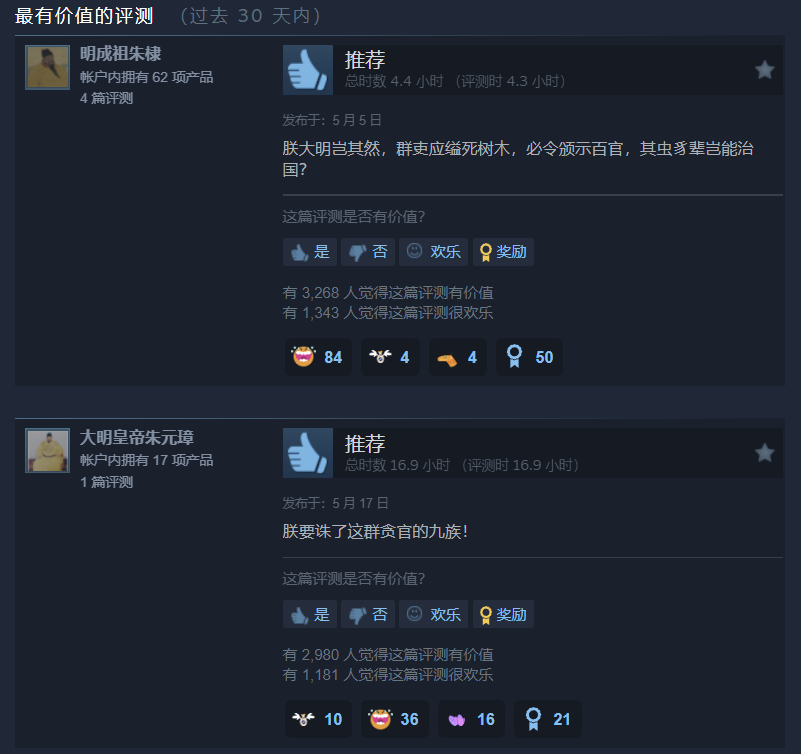 最有价值的评测 (过去 30 天内)
明成祖朱棣
帐户内拥有 62 项产品
4 篇评测
推荐
总时数 4.4 小时 (评测时 4.3 小时)
发布于: 5 月 5 日
朕大明岂其然，群吏应缢死树木，必令颁示百官，其虫豸辈岂能治
国？
这篇评测是否有价值?
是 否 欢乐 奖励
有 3,268 人觉得这篇评测有价值
有 1,343 人觉得这篇评测很欢乐
84 4 4 50
大明皇帝朱元璋
帐户内拥有 17 项产品
1 篇评测
推荐
总时数 16.9 小时 (评测时 16.9 小时)
发布于: 5 月 17 日
朕要诛了这群贪官的九族！
这篇评测是否有价值?
是 否 欢乐 奖励
有 2,980 人觉得这篇评测有价值
有 1,181 人觉得这篇评测很欢乐
10 36 16 21